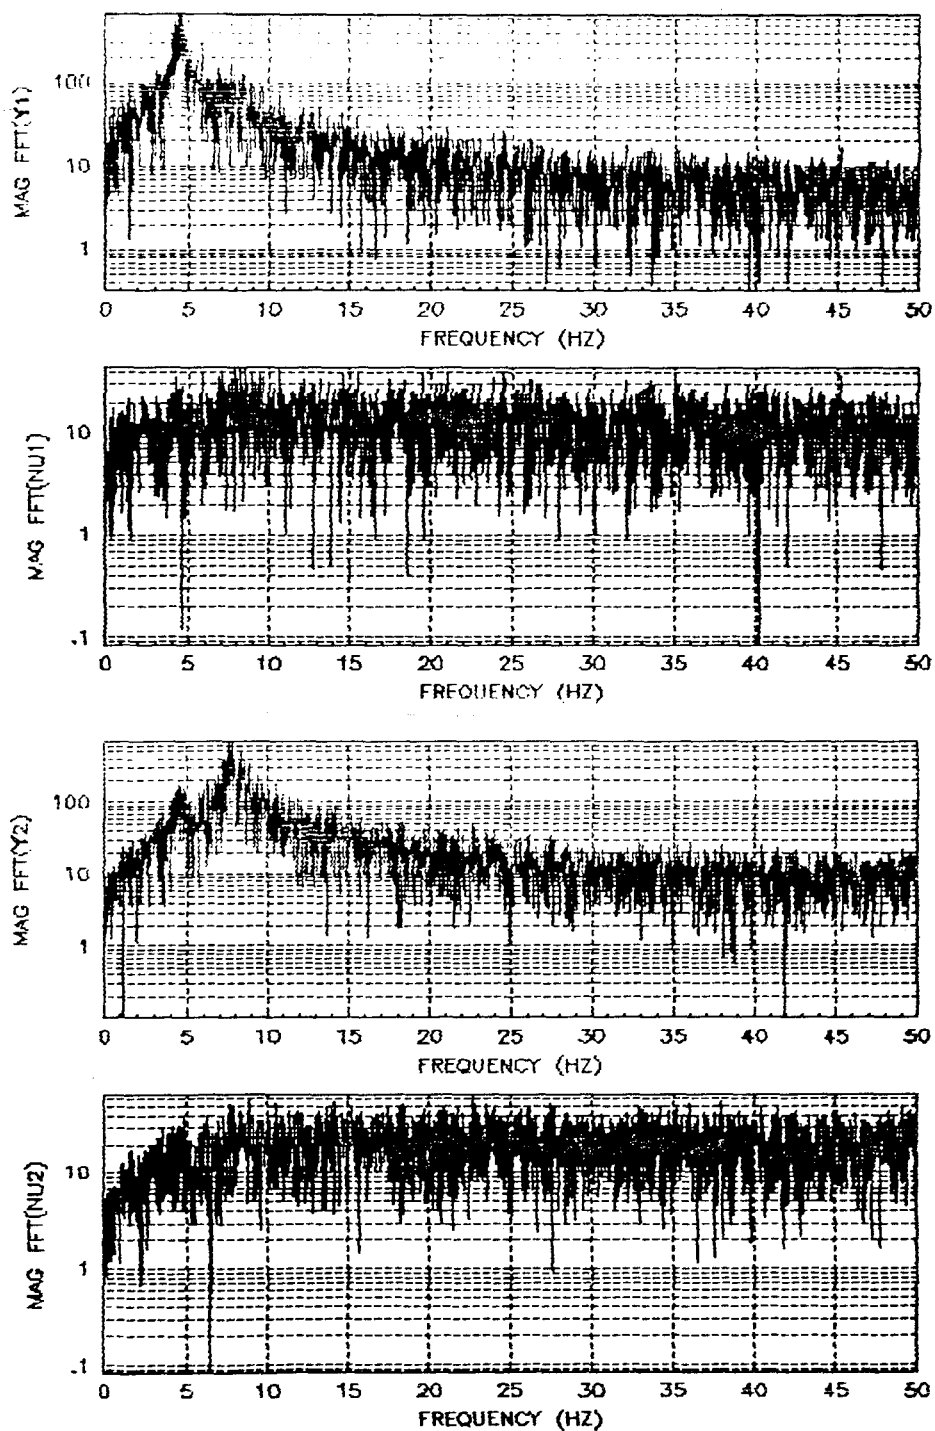 MAG FFT(Y1)
100
10
1
0 5 10 15 20 25 30 35 40 45 50
FREQUENCY (HZ)
MAG FFT(NU1)
10
1
.1
0 5 10 15 20 25 30 35 40 45 50
FREQUENCY (HZ)
MAG FFT(Y2)
100
10
1
0 5 10 15 20 25 30 35 40 45 50
FREQUENCY (HZ)
MAG FFT(NU2)
10
1
.1
0 5 10 15 20 25 30 35 40 45 50
FREQUENCY (HZ)